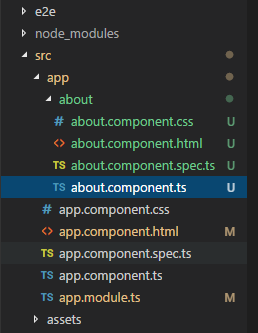 e2e
node_modules
src
app
about
# about.component.css U
<> about.component.html U
TS about.component.spec.ts U
TS about.component.ts U
# app.component.css
<> app.component.html M
TS app.component.spec.ts
TS app.component.ts
TS app.module.ts M
assets